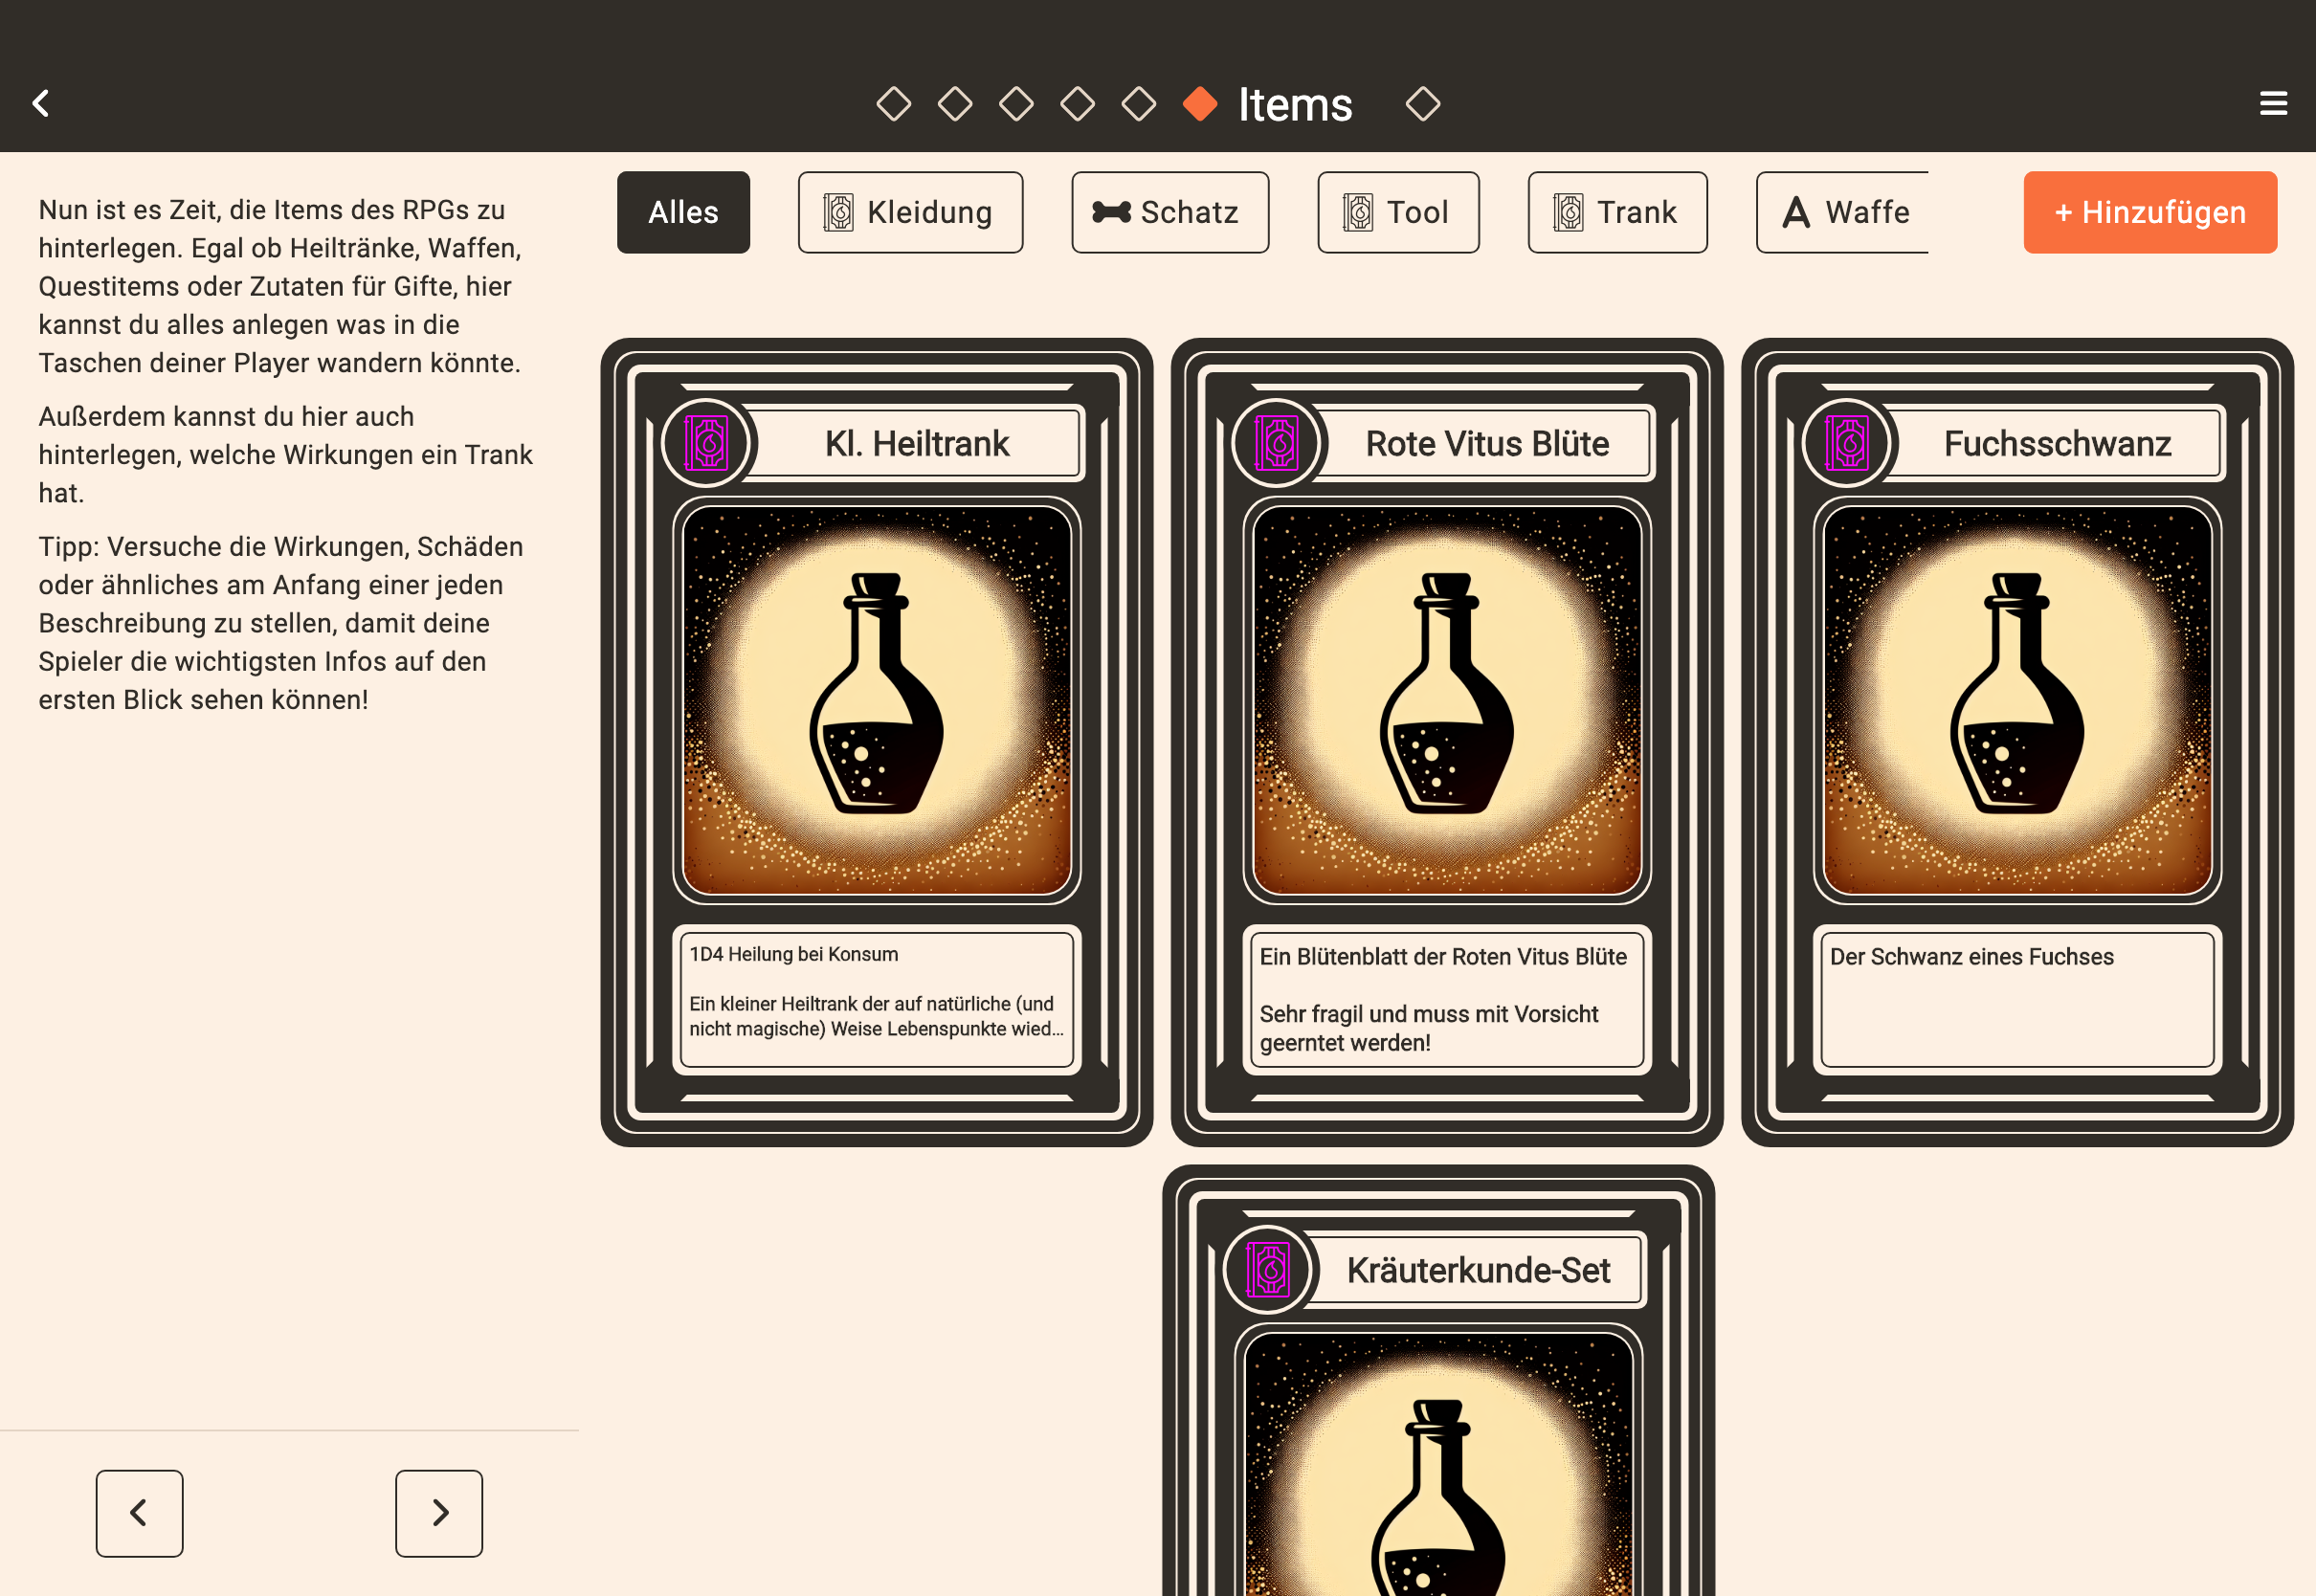 Items
Nun ist es Zeit, die Items des RPGs zu
hinterlegen. Egal ob Heiltränke, Waffen,
Questitems oder Zutaten für Gifte, hier
kannst du alles anlegen was in die
Taschen deiner Player wandern könnte.
Außerdem kannst du hier auch
hinterlegen, welche Wirkungen ein Trank
hat.
Tipp: Versuche die Wirkungen, Schäden
oder ähnliches am Anfang einer jeden
Beschreibung zu stellen, damit deine
Spieler die wichtigsten Infos auf den
ersten Blick sehen können!
Alles
Kleidung
Schatz
Tool
Trank
Waffe
+ Hinzufügen
Kl. Heiltrank
1D4 Heilung bei Konsum
Ein kleiner Heiltrank der auf natürliche (und
nicht magische) Weise Lebenspunkte wied...
Rote Vitus Blüte
Ein Blütenblatt der Roten Vitus Blüte
Sehr fragil und muss mit Vorsicht
geerntet werden!
Fuchsschwanz
Der Schwanz eines Fuchses
Kräuterkunde-Set